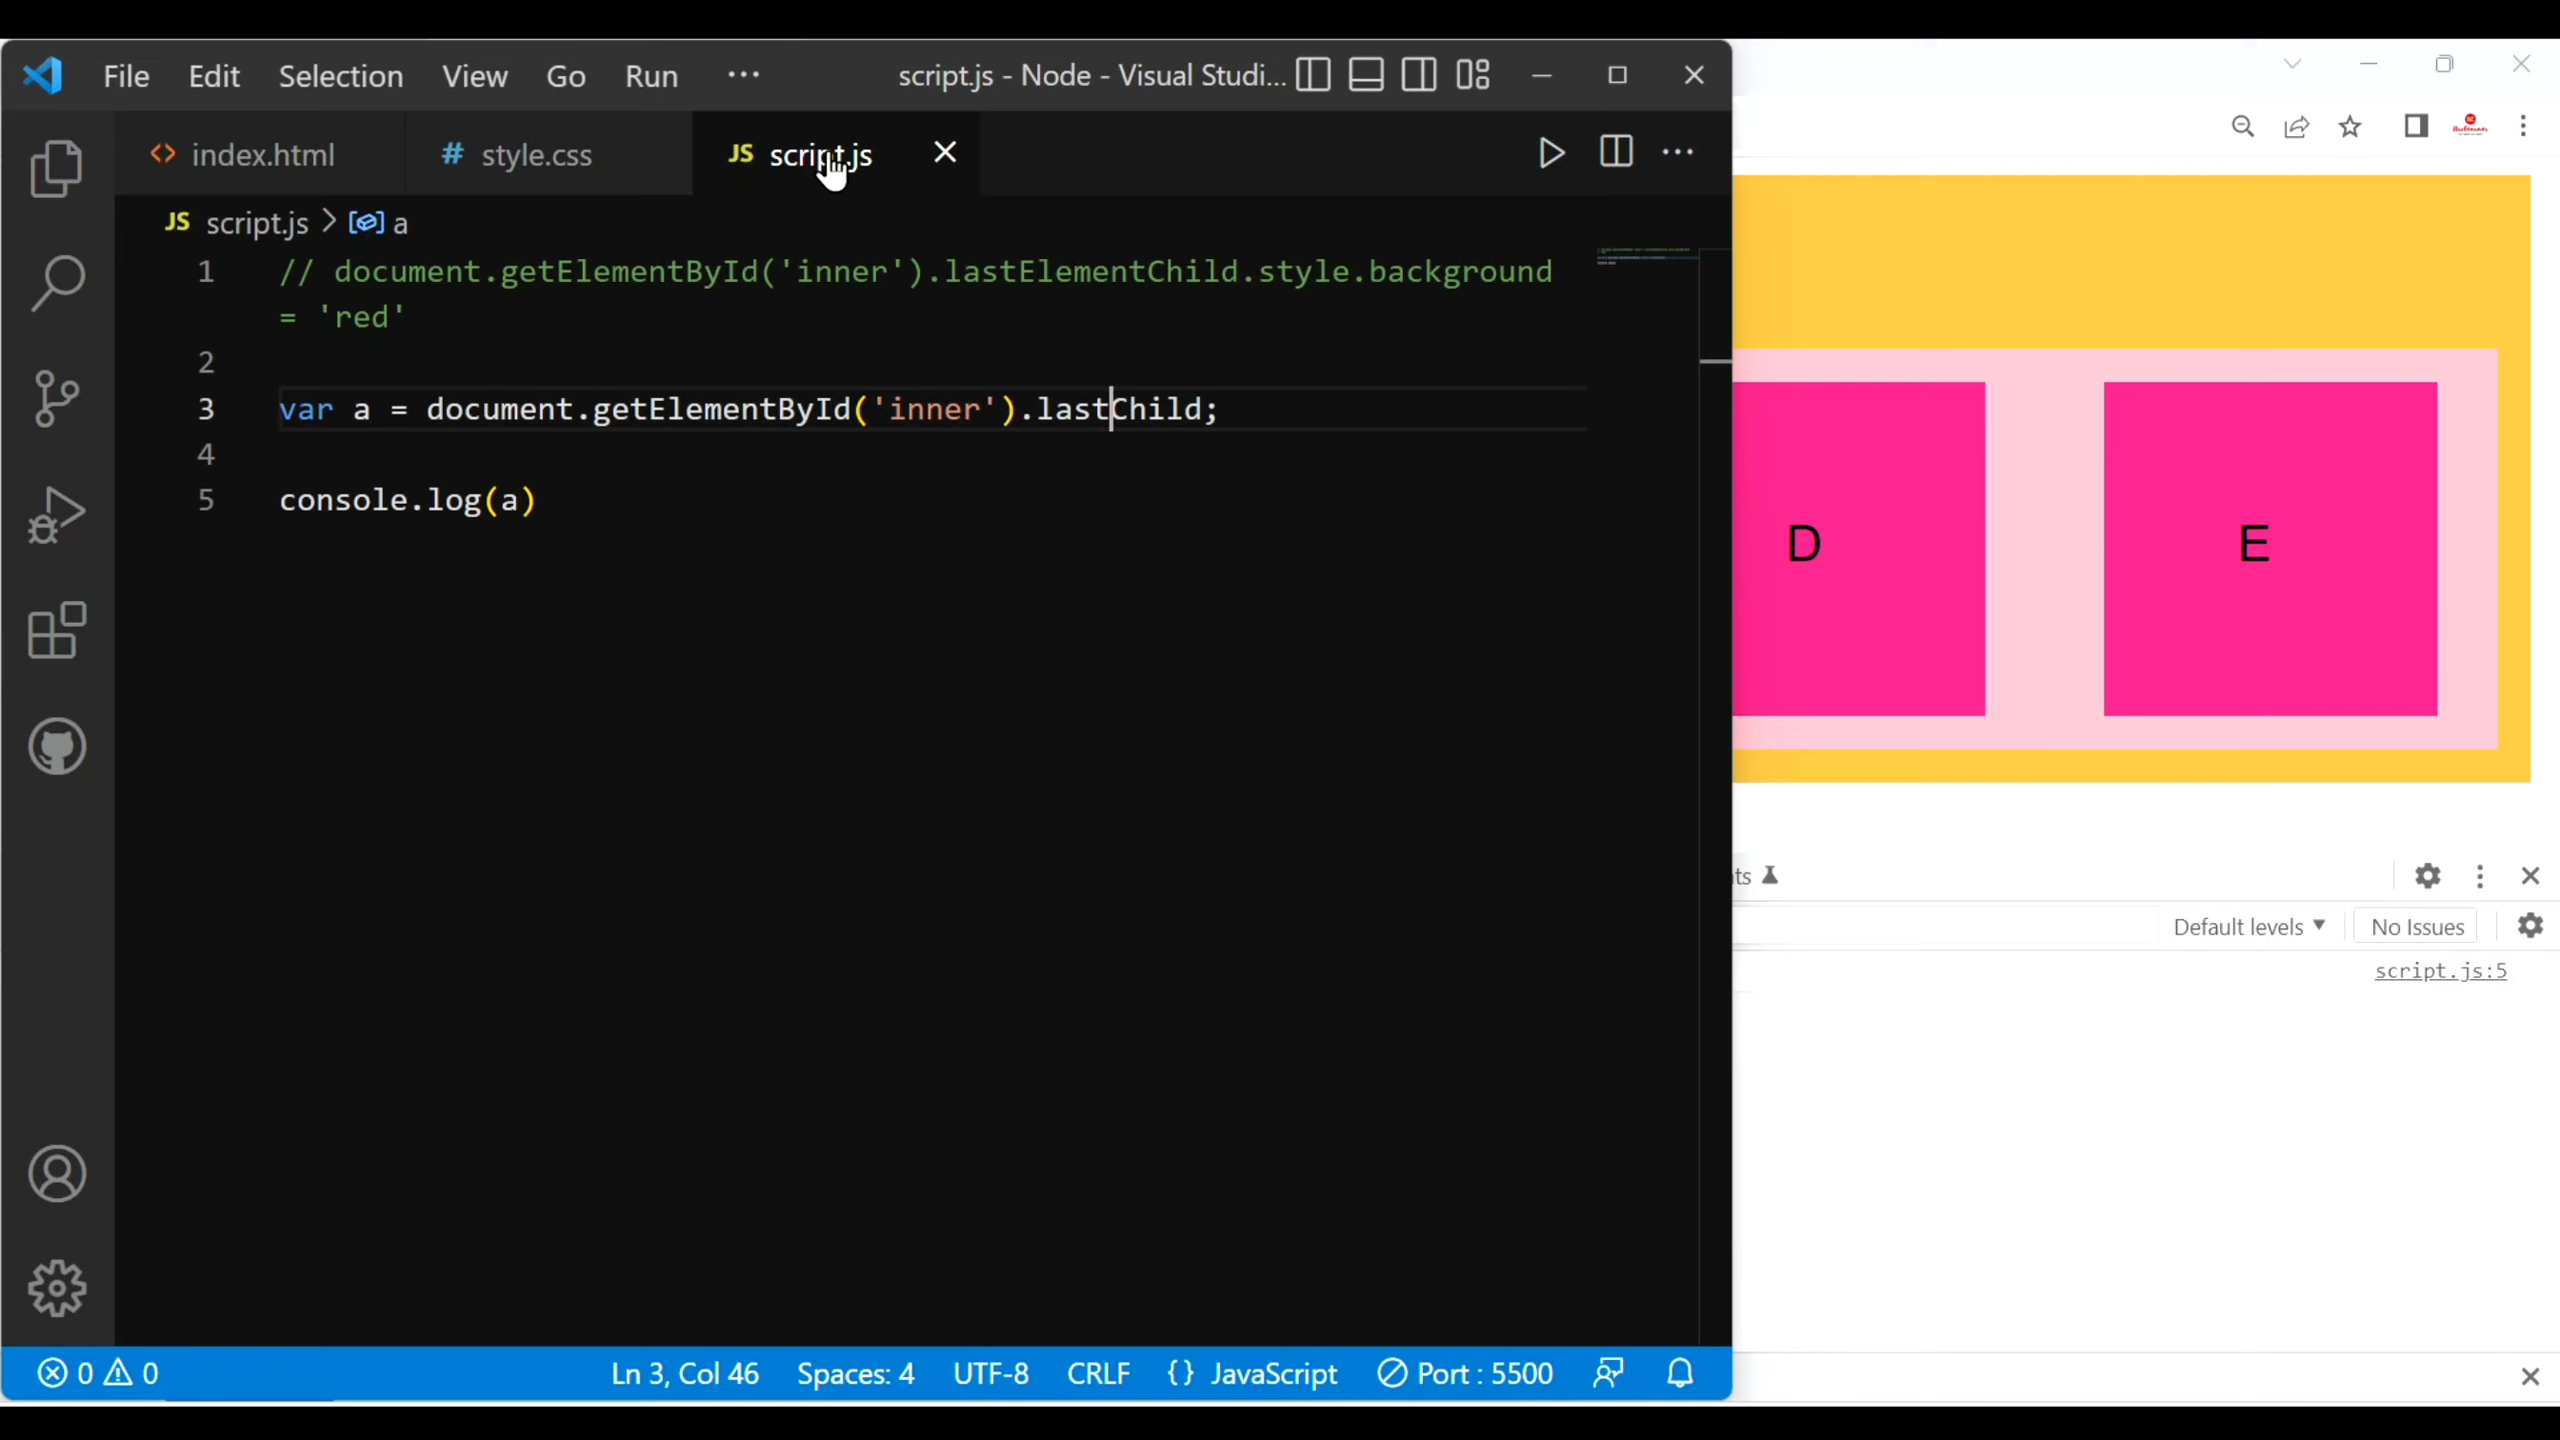 File Edit Selection View Go Run ··· script.js - Node - Visual Studi...
<> index.html # style.css JS script.js
JS script.js > a
1 // document.getElementById('inner').lastElementChild.style.background
= 'red'
2
3 var a = document.getElementById('inner').lastChild;
4
5 console.log(a)
D
E
ts
Default levels ▼ No Issues
script.js:5
0 0 Ln 3, Col 46 Spaces: 4 UTF-8 CRLF {} JavaScript Port : 5500